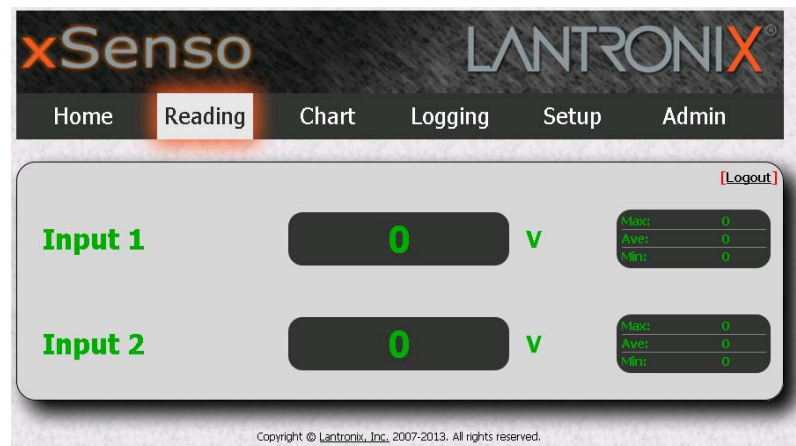 xSenso LANTRONIX®
Home Reading Chart Logging Setup Admin
[Logout]
Input 1 0 V
Max: 0
Ave: 0
Min: 0
Input 2 0 V
Max: 0
Ave: 0
Min: 0
Copyright © Lantronix, Inc. 2007-2013. All rights reserved.